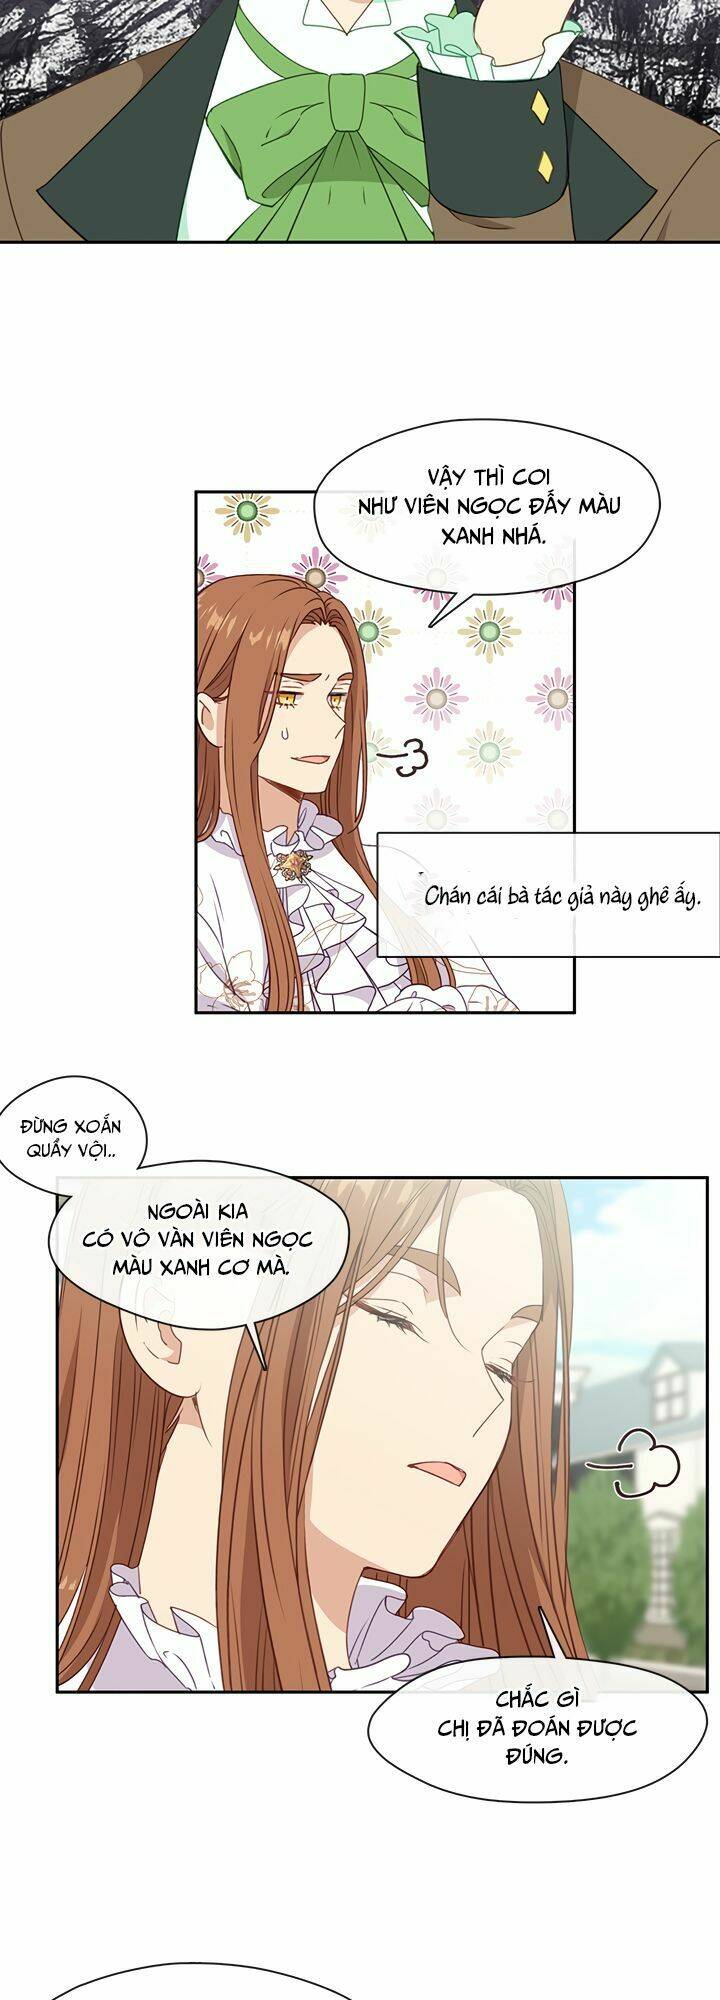 VẬY THÌ COI
NHƯ VIÊN NGỌC ĐẤY MÀU
XANH NHÁ.
Chán cái bà tác giả này ghê ấy.
ĐỪNG XOẮN
QUẨY VỘI..
NGOÀI KIA
CÓ VÔ VÀN VIÊN NGỌC
MÀU XANH CƠ MÀ.
CHẮC GÌ
CHỊ ĐÃ ĐOÁN ĐƯỢC
ĐÚNG.